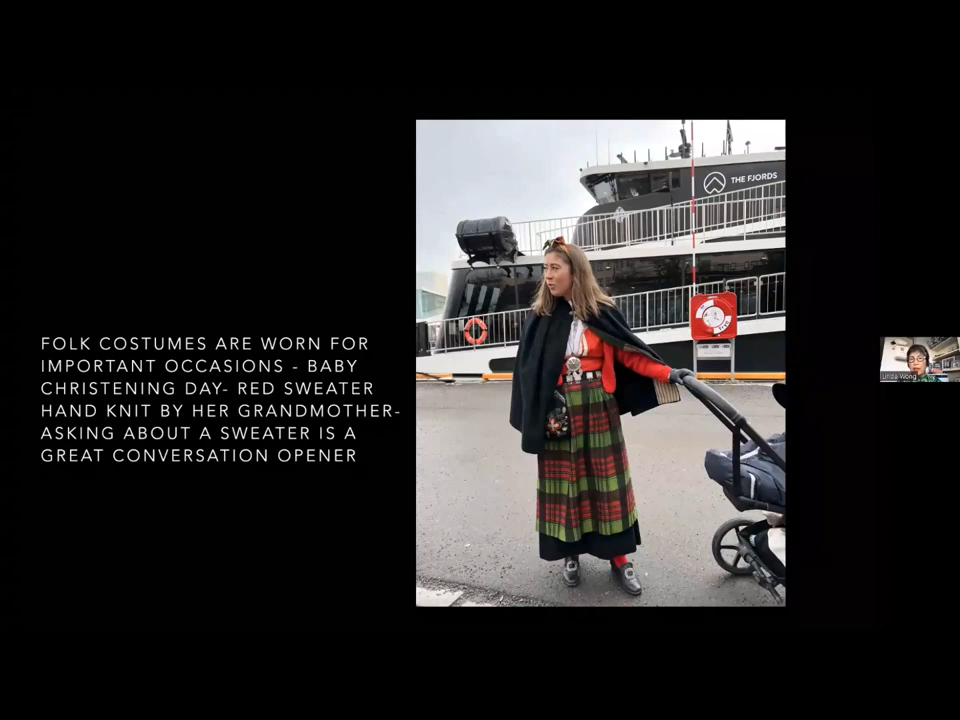 FOLK COSTUMES ARE WORN FOR
IMPORTANT OCCASIONS - BABY
CHRISTENING DAY- RED SWEATER
HAND KNIT BY HER GRANDMOTHER-
ASKING ABOUT A SWEATER IS A
GREAT CONVERSATION OPENER
THE FJORDS
Linda Wong